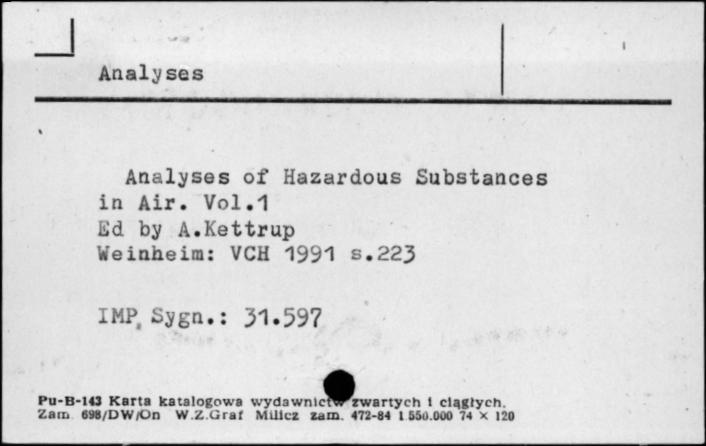 Analyses
Analyses of Hazardous Substances
in Air. Vol.1
Ed by A.Kettrup
Weinheim: VCH 1991 s.223
IMP, Sygn.: 31.597
Pu-B-143 Karta katalogowa wydawnictw zwartych i ciągłych.
Zam. 698/DW/On W.Z.Graf Milicz zam. 472-84 1.550.000 74 × 120